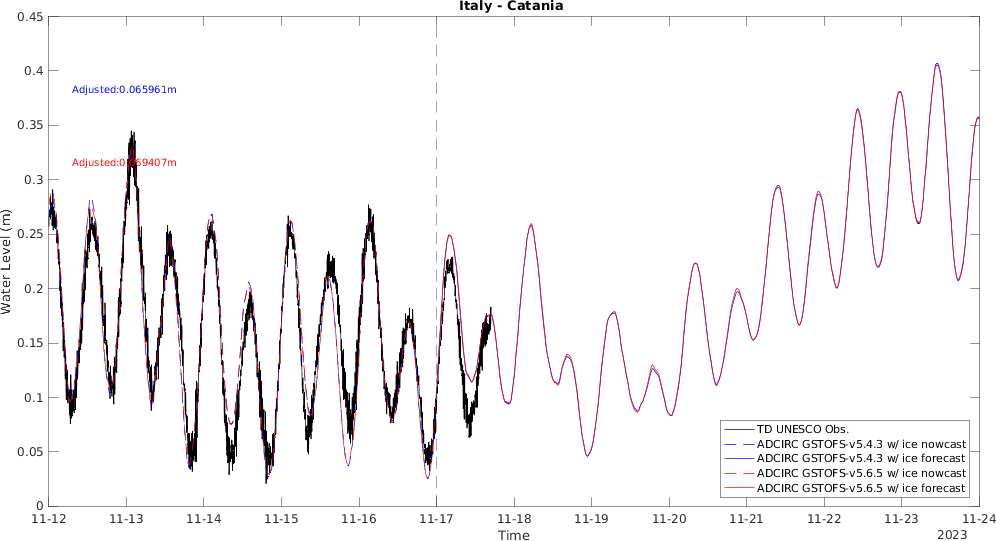 Italy - Catania
0.45
0.4
0.35
0.3
0.25
0.2
0.15
0.1
0.05
0
Water Level (m)
Adjusted:0.065961m
Adjusted:0.059407m
TD UNESCO Obs.
ADCIRC GSTOFS-v5.4.3 w/ ice nowcast
ADCIRC GSTOFS-v5.4.3 w/ ice forecast
ADCIRC GSTOFS-v5.6.5 w/ ice nowcast
ADCIRC GSTOFS-v5.6.5 w/ ice forecast
11-12 11-13 11-14 11-15 11-16 11-17 11-18 11-19 11-20 11-21 11-22 11-23 11-24
Time
2023